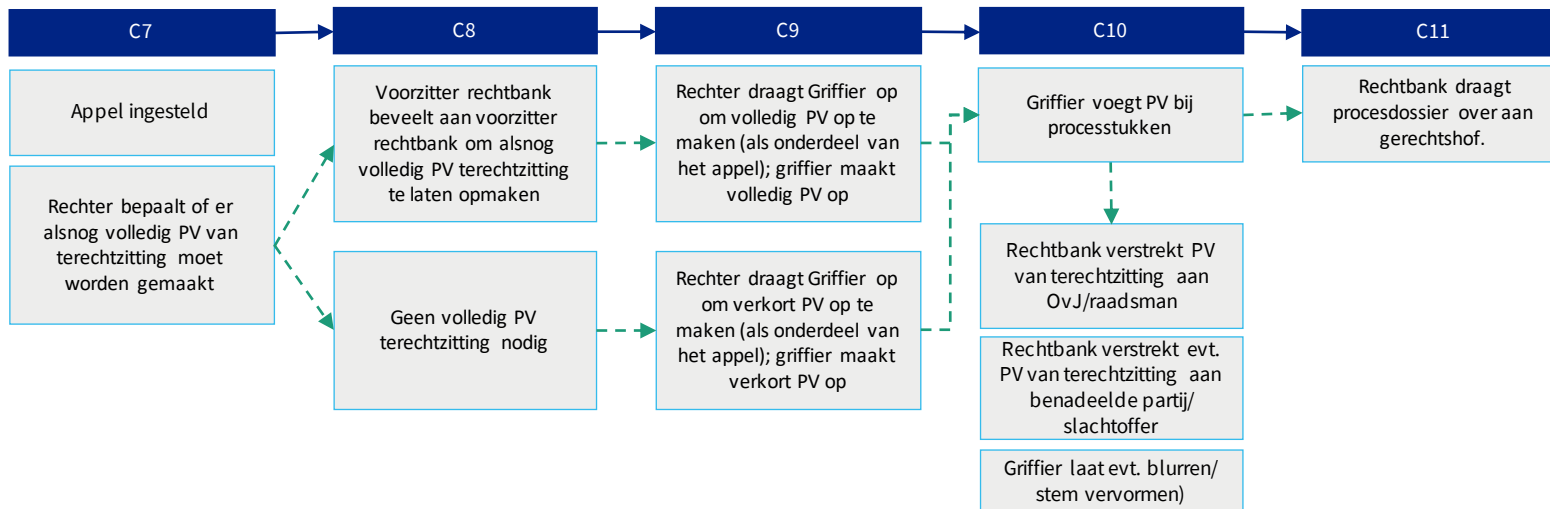 C7
C8
C9
C10
C11
Appel ingesteld
Rechter bepaalt of er
alsnog volledig PV van
terechtzitting moet
worden gemaakt
Voorzitter rechtbank
beveelt aan voorzitter
rechtbank om alsnog
volledig PV terechtzitting
te laten opmaken
Geen volledig PV
terechtzitting nodig
Rechter draagt Griffier op
om volledig PV op te
maken (als onderdeel van
het appel); griffier maakt
volledig PV op
Rechter draagt Griffier op
om verkort PV op te
maken (als onderdeel van
het appel); griffier maakt
verkort PV op
Griffier voegt PV bij
processtukken
Rechtbank verstrekt PV
van terechtzitting aan
OvJ/raadsman
Rechtbank verstrekt evt.
PV van terechtzitting aan
benadeelde partij/
slachtoffer
Griffier laat evt. blurren/
stem vervormen)
Rechtbank draagt
procesdossier over aan
gerechtshof.